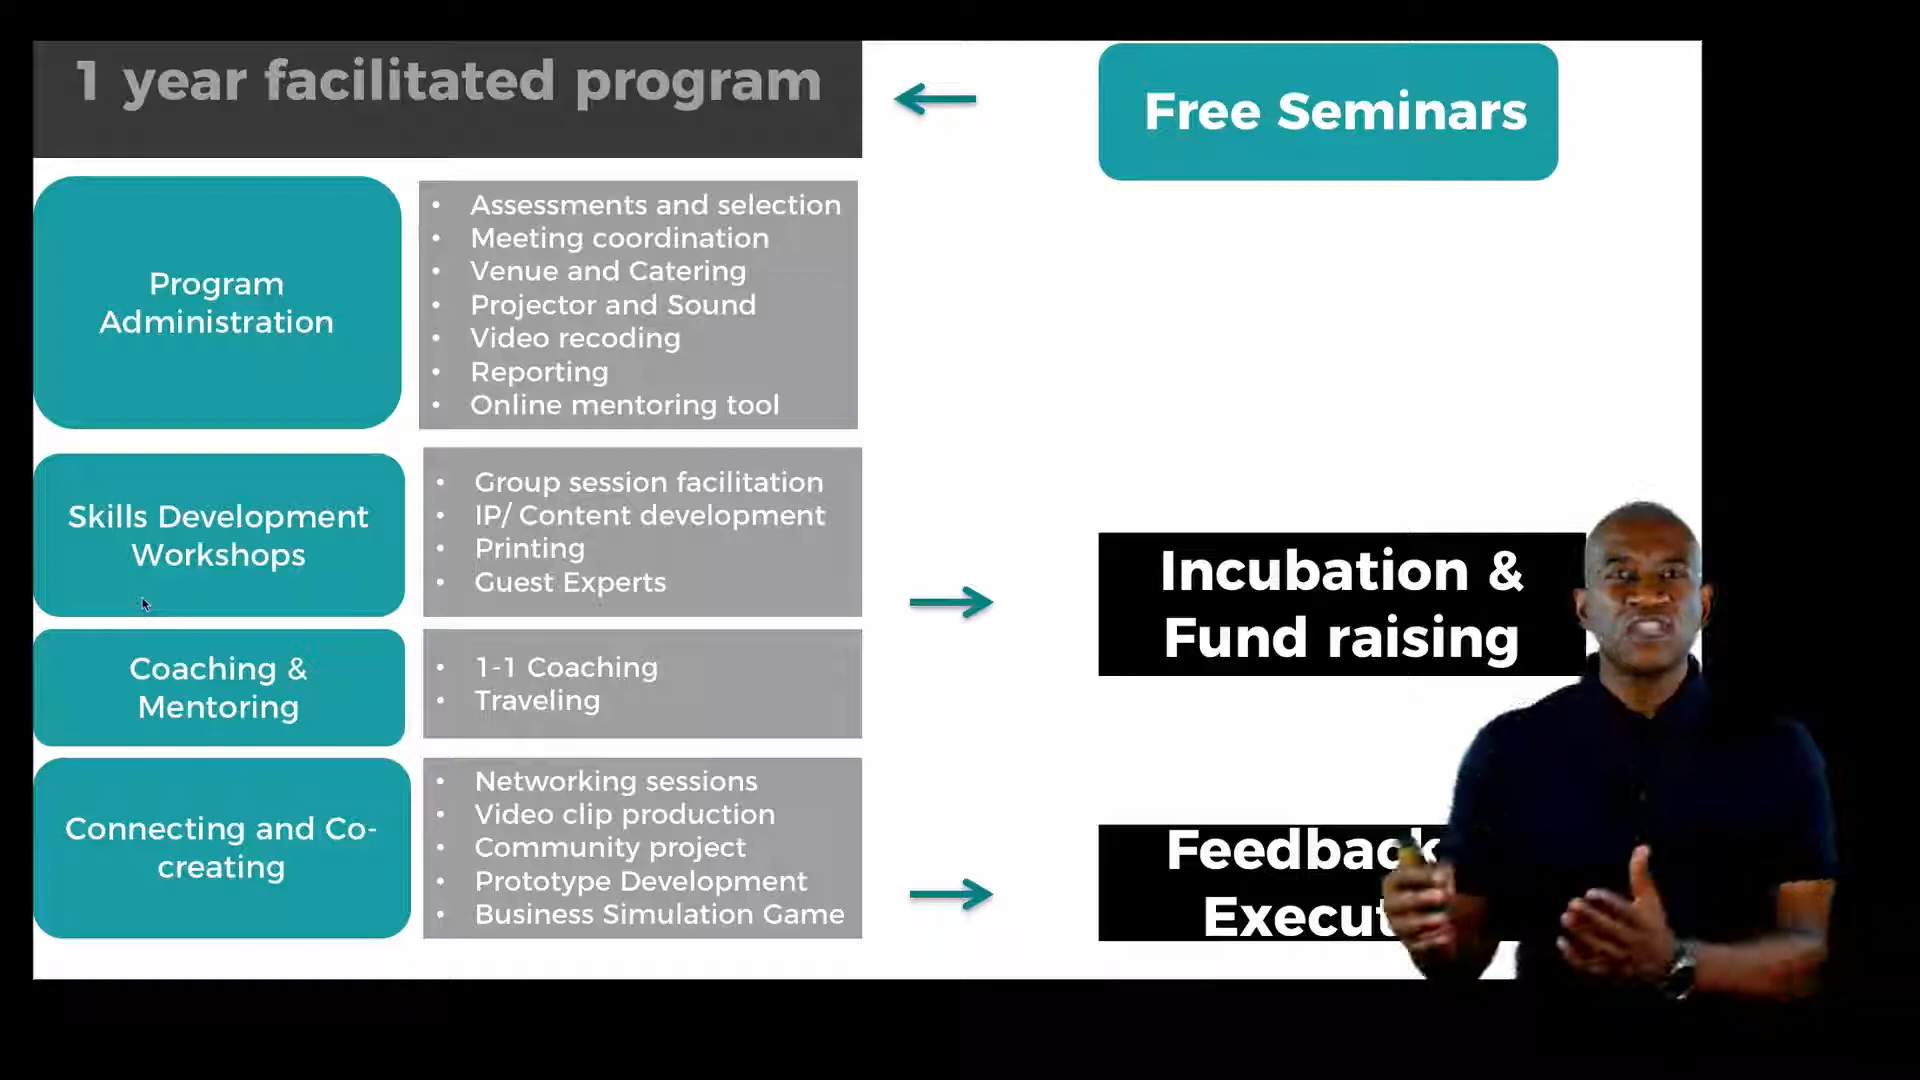 1 year facilitated program
Free Seminars
Program
Administration
• Assessments and selection
• Meeting coordination
• Venue and Catering
• Projector and Sound
• Video recoding
• Reporting
• Online mentoring tool
Skills Development
Workshops
• Group session facilitation
• IP/ Content development
• Printing
• Guest Experts
Incubation &
Fund raising
Coaching &
Mentoring
• 1-1 Coaching
• Traveling
Connecting and Co-
creating
• Networking sessions
• Video clip production
• Community project
• Prototype Development
• Business Simulation Game
Feedback